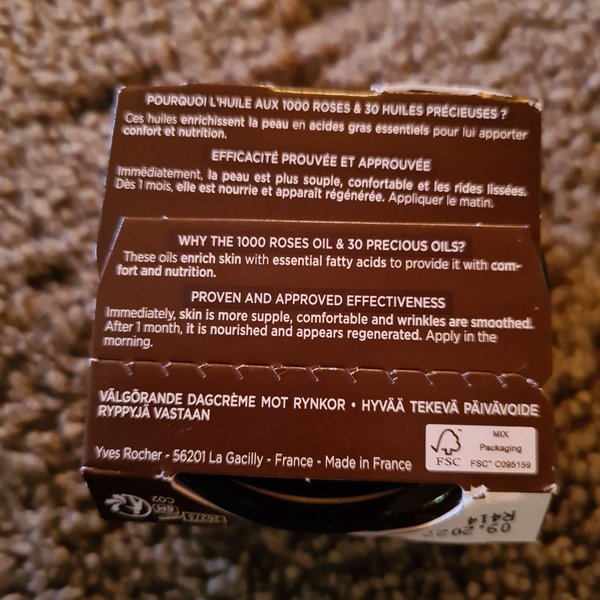 POURQUOI L'HUILE AUX 1000 ROSES & 30 HUILES PRÉCIEUSES ?
Ces huiles enrichissent la peau en acides gras essentiels pour lui apporter
confort et nutrition.
EFFICACITÉ PROUVÉE ET APPROUVÉE
Immédiatement, la peau est plus souple, confortable et les rides lissées.
Dès 1 mois, elle est nourrie et apparaît régénérée. Appliquer le matin.
WHY THE 1000 ROSES OIL & 30 PRECIOUS OILS?
These oils enrich skin with essential fatty acids to provide it with com-
fort and nutrition.
PROVEN AND APPROVED EFFECTIVENESS
Immediately, skin is more supple, comfortable and wrinkles are smoothed.
After 1 month, it is nourished and appears regenerated. Apply in the
morning.
VÄLGÖRANDE DAGCRÈME MOT RYNKOR • HYVÄÄ TEKEVÄ PÄIVÄVOIDE
RYPPYJÄ VASTAAN
Yves Rocher - 56201 La Gacilly - France - Made in France
FSC
MIX
Packaging
FSC® C095159
CO2
09.2027
R414